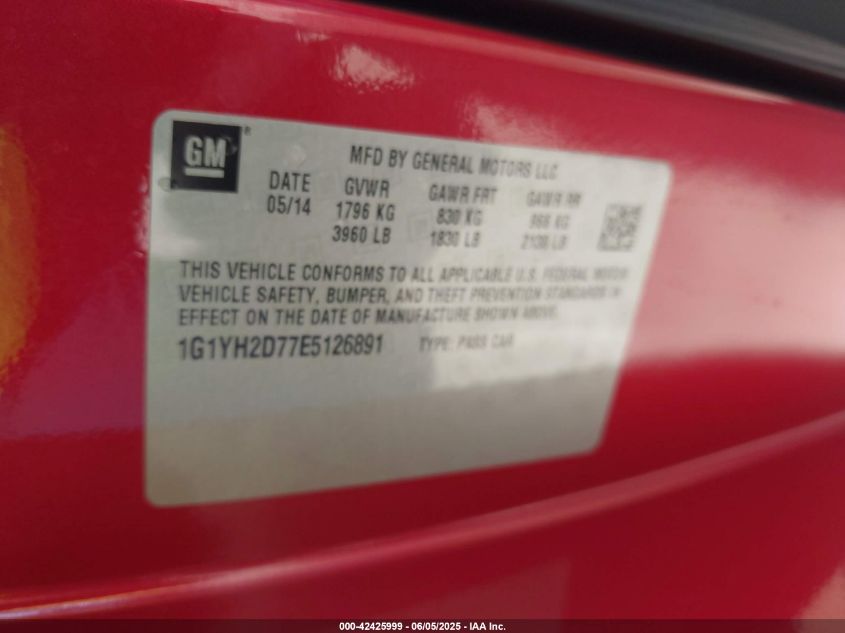 GM ®
MFD BY GENERAL MOTORS LLC
DATE GVWR GAWR FRT GAWR RR
05/14 1796 KG 830 KG KG
3960 LB 1830 LB LB
THIS VEHICLE CONFORMS TO ALL APPLICABLE U.S. FEDERAL MOTOR
VEHICLE SAFETY, BUMPER, AND THEFT PREVENTION STANDARDS IN
EFFECT ON THE DATE OF MANUFACTURE SHOWN ABOVE.
1G1YH2D77E5126891 TYPE: PASS CAR
000-42425999 - 06/05/2025 - IAA Inc.